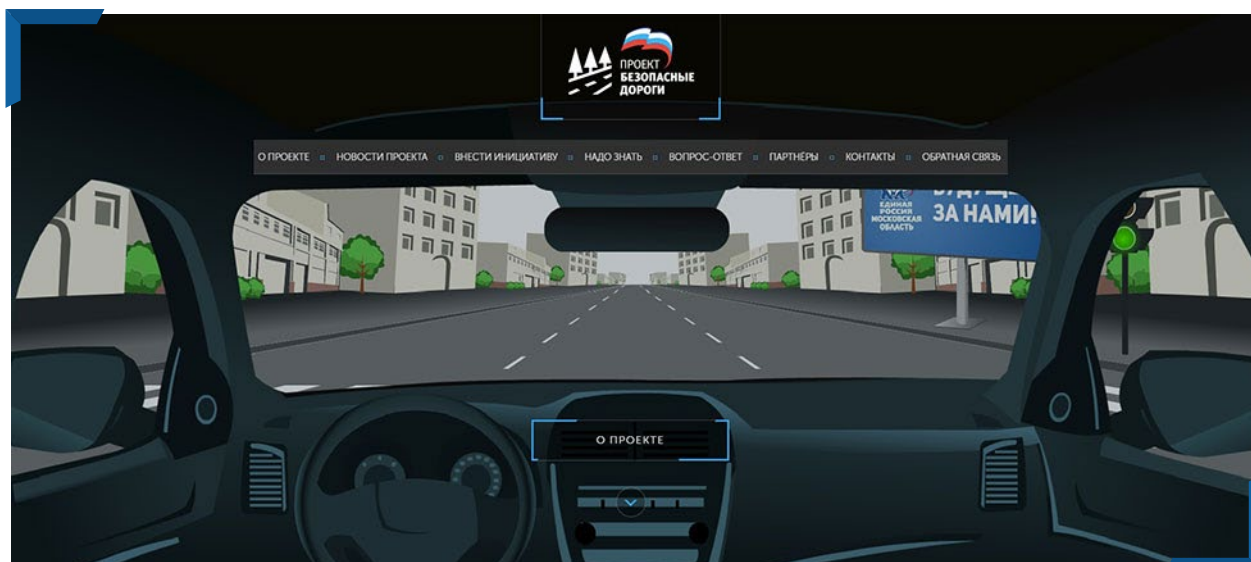 ПРОЕКТ
БЕЗОПАСНЫЕ
ДОРОГИ
О ПРОЕКТЕ
НОВОСТИ ПРОЕКТА
ВНЕСТИ ИНИЦИАТИВУ
НАДО ЗНАТЬ
ВОПРОС-ОТВЕТ
ПАРТНЁРЫ
КОНТАКТЫ
ОБРАТНАЯ СВЯЗЬ
ЕДИНАЯ
РОССИЯ
МОСКОВСКАЯ
ОБЛАСТЬ
ЗА НАМИ!
О ПРОЕКТЕ